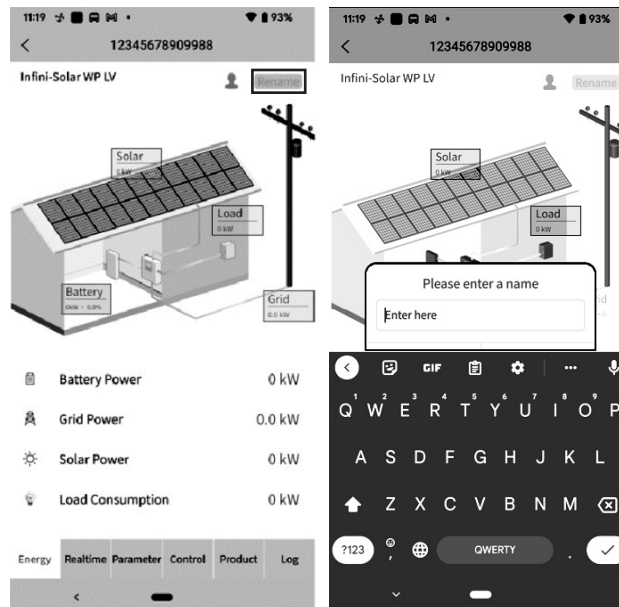 11:19
93%
12345678909988
Infini-Solar WP LV
Rename
Solar
0 kW
Load
0 kW
Battery
0kW - 0.0%
Grid
0.0 kW
Battery Power 0 kW
Grid Power 0.0 kW
Solar Power 0 kW
Load Consumption 0 kW
Energy Realtime Parameter Control Product Log
11:19
93%
12345678909988
Infini-Solar WP LV
Rename
Solar
0 kW
Load
0 kW
Please enter a name
Enter here
GIF
1 2 3 4 5 6 7 8 9
Q W E R T Y U I O P
A S D F G H J K L
Z X C V B N M
?123 , QWERTY .